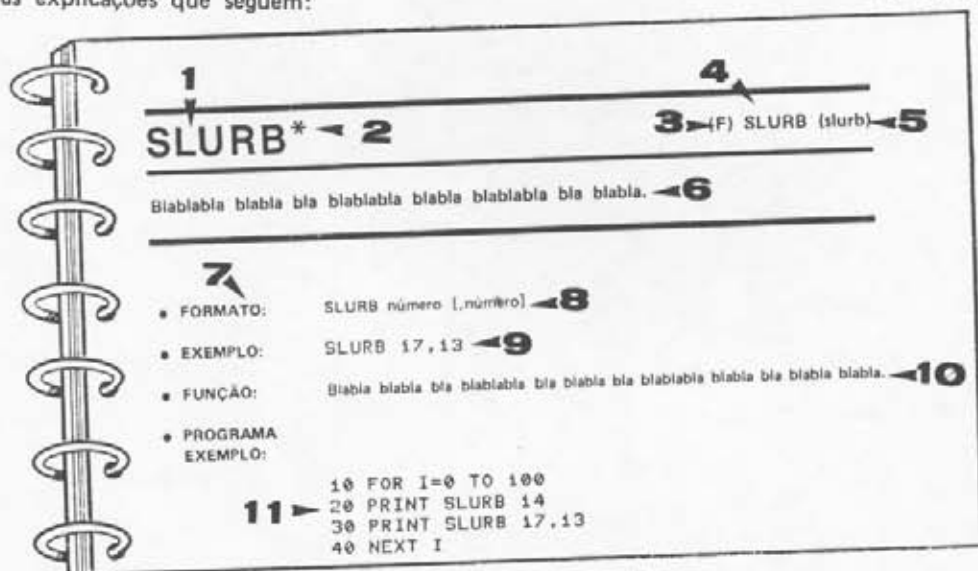 as explicações que seguem:
1
4
SLURB* 2
3 (F) SLURB (slurb) 5
Blablabla blabla bla blablabla blabla blablabla bla blabla. 6
7
• FORMATO: SLURB número [,número] 8
• EXEMPLO: SLURB 17,13 9
• FUNÇÃO: Blabla blabla bla blablabla bla blabla bla blablabla blabla bla blabla blabla. 10
• PROGRAMA
EXEMPLO:
10 FOR I=0 TO 100
11 20 PRINT SLURB 14
30 PRINT SLURB 17,13
40 NEXT I